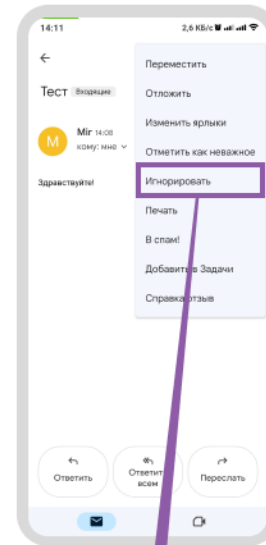 14:11 2,6 КБ/с
Переместить
Тест Входящие
Отложить
Изменить ярлыки
Mir 14:08
кому: мне
Отметить как неважное
Здравствуйте!
Игнорировать
Печать
В спам!
Добавить в Задачи
Справка/отзыв
Ответить
Ответить всем
Переслать